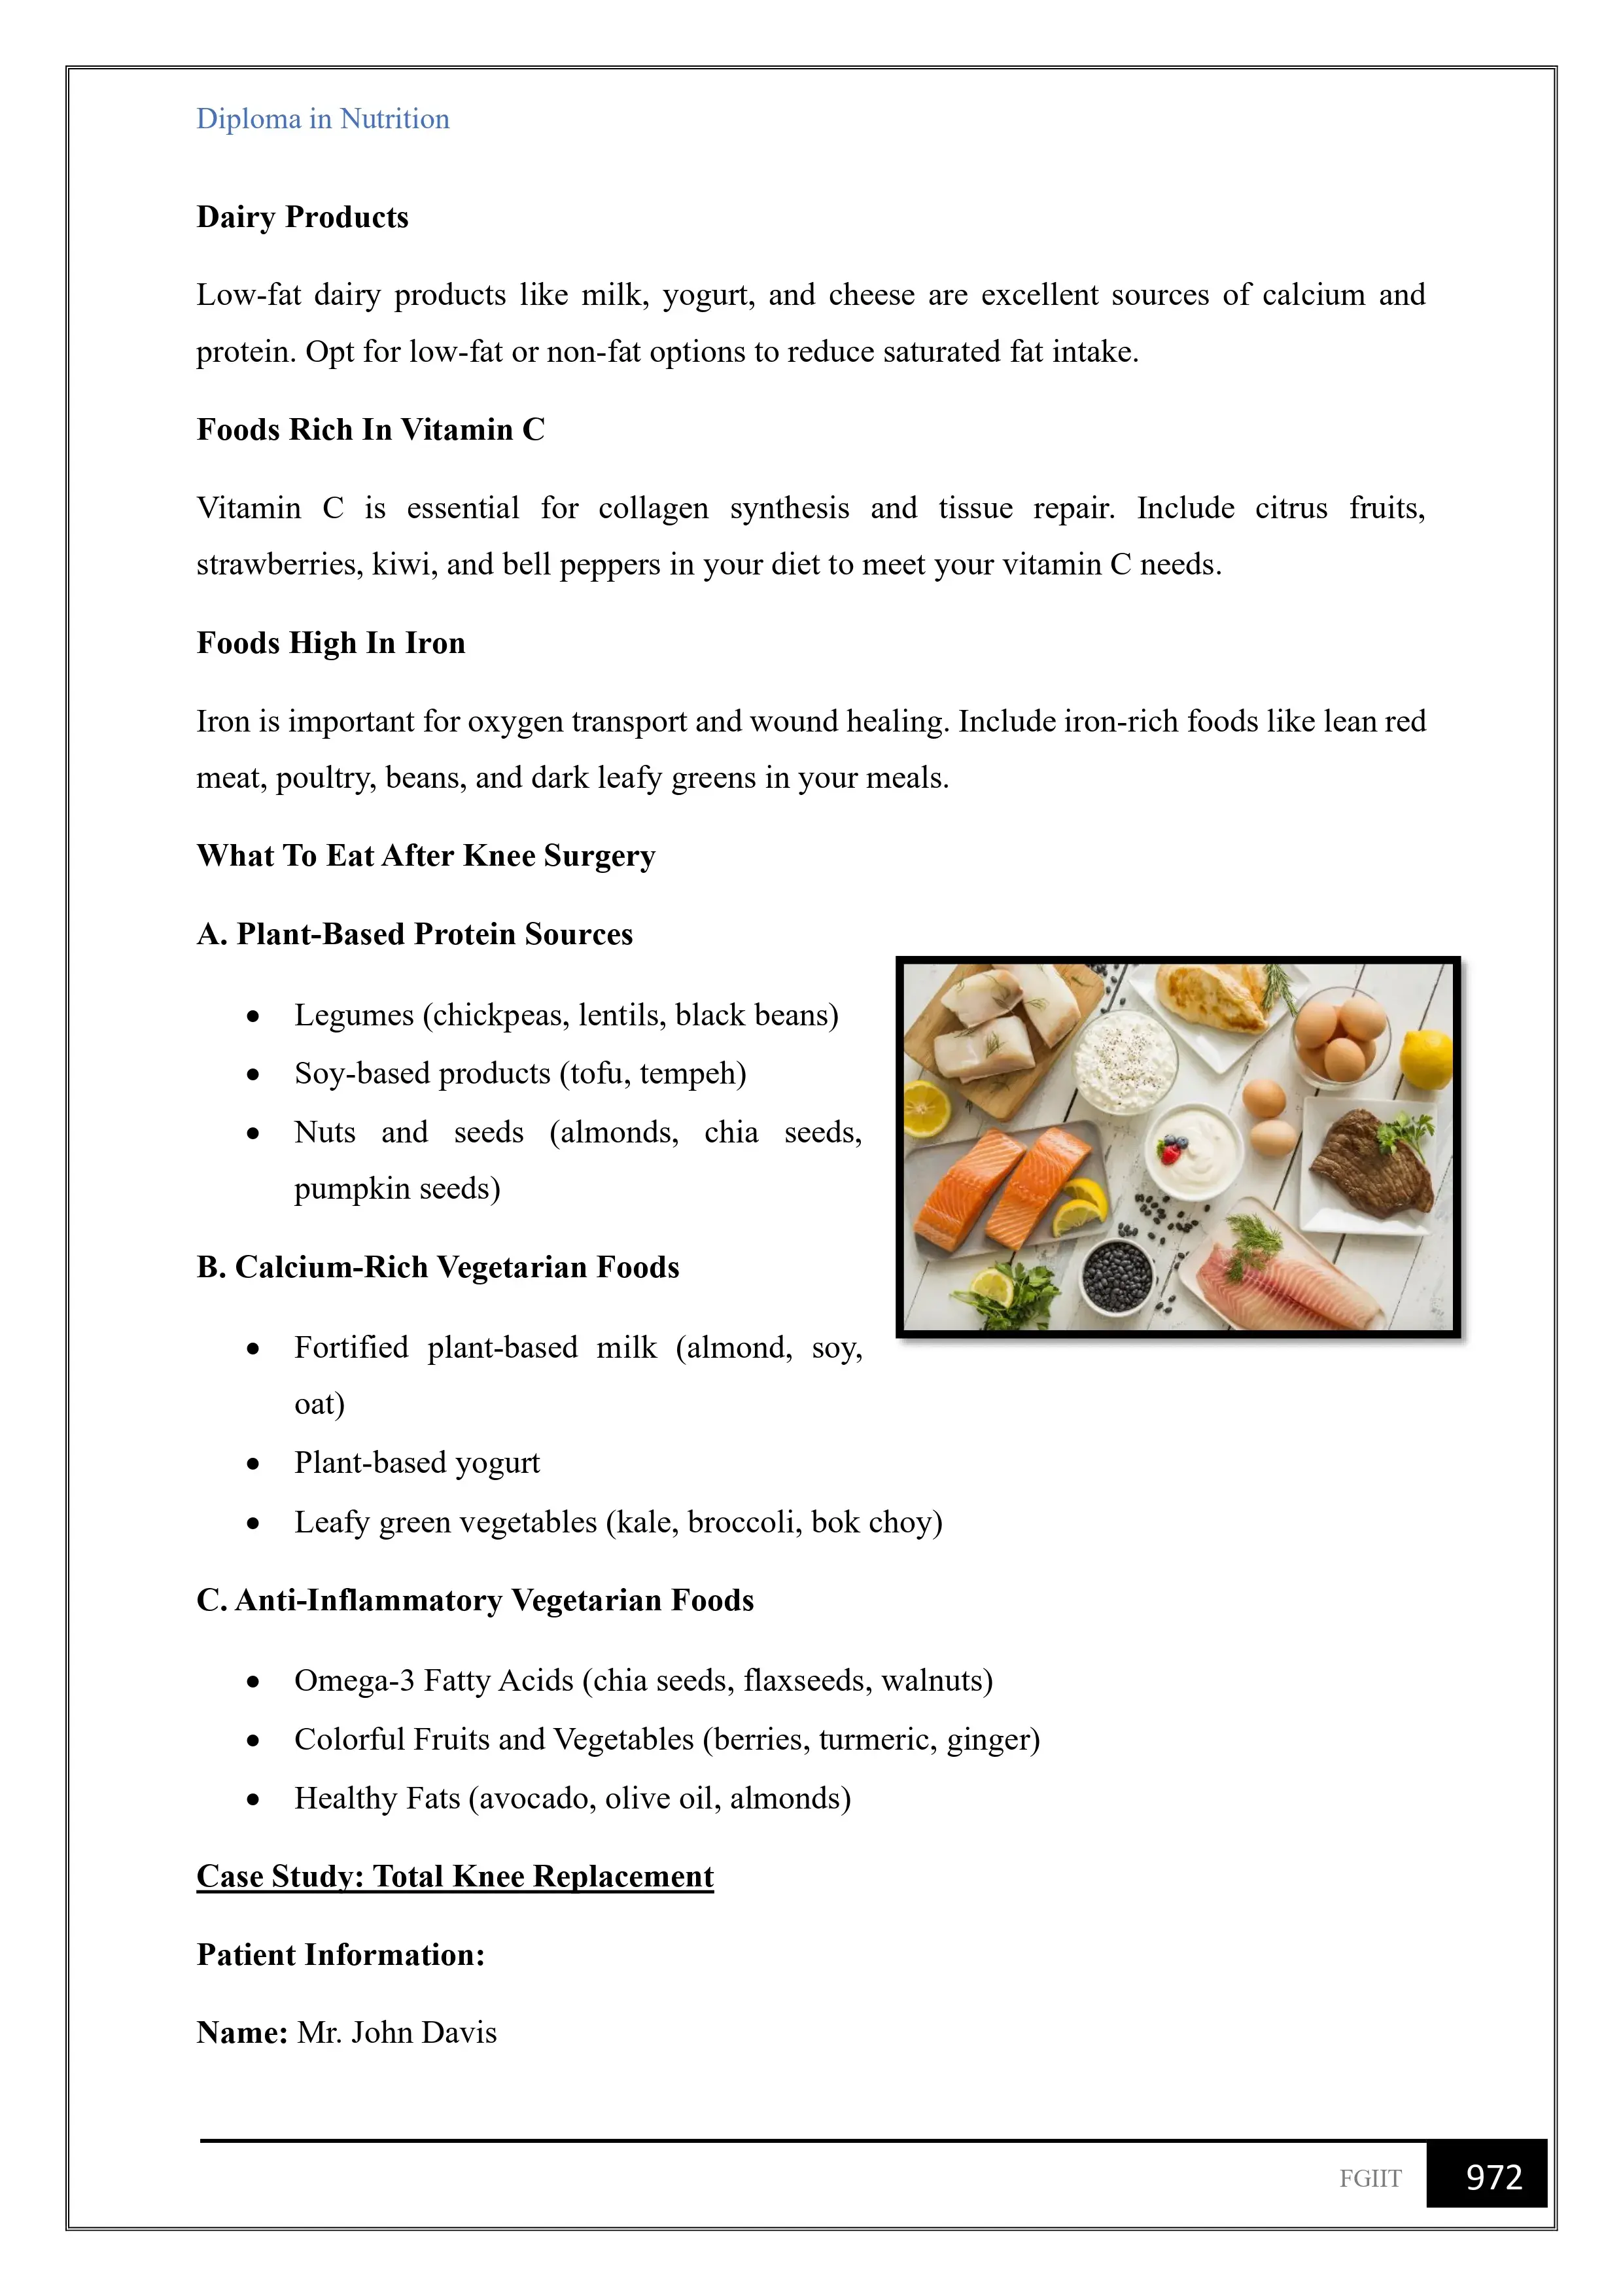 Diploma in Nutrition
Dairy Products
Low-fat dairy products like milk, yogurt, and cheese are excellent sources of calcium and
protein. Opt for low-fat or non-fat options to reduce saturated fat intake.
Foods Rich In Vitamin C
Vitamin C is essential for collagen synthesis and tissue repair. Include citrus fruits,
strawberries, kiwi, and bell peppers in your diet to meet your vitamin C needs.
Foods High In Iron
Iron is important for oxygen transport and wound healing. Include iron-rich foods like lean red
meat, poultry, beans, and dark leafy greens in your meals.
What To Eat After Knee Surgery
A. Plant-Based Protein Sources
• Legumes (chickpeas, lentils, black beans)
• Soy-based products (tofu, tempeh)
• Nuts and seeds (almonds, chia seeds,
pumpkin seeds)
B. Calcium-Rich Vegetarian Foods
• Fortified plant-based milk (almond, soy,
oat)
• Plant-based yogurt
• Leafy green vegetables (kale, broccoli, bok choy)
C. Anti-Inflammatory Vegetarian Foods
• Omega-3 Fatty Acids (chia seeds, flaxseeds, walnuts)
• Colorful Fruits and Vegetables (berries, turmeric, ginger)
• Healthy Fats (avocado, olive oil, almonds)
Case Study: Total Knee Replacement
Patient Information:
Name: Mr. John Davis
FGIIT 972